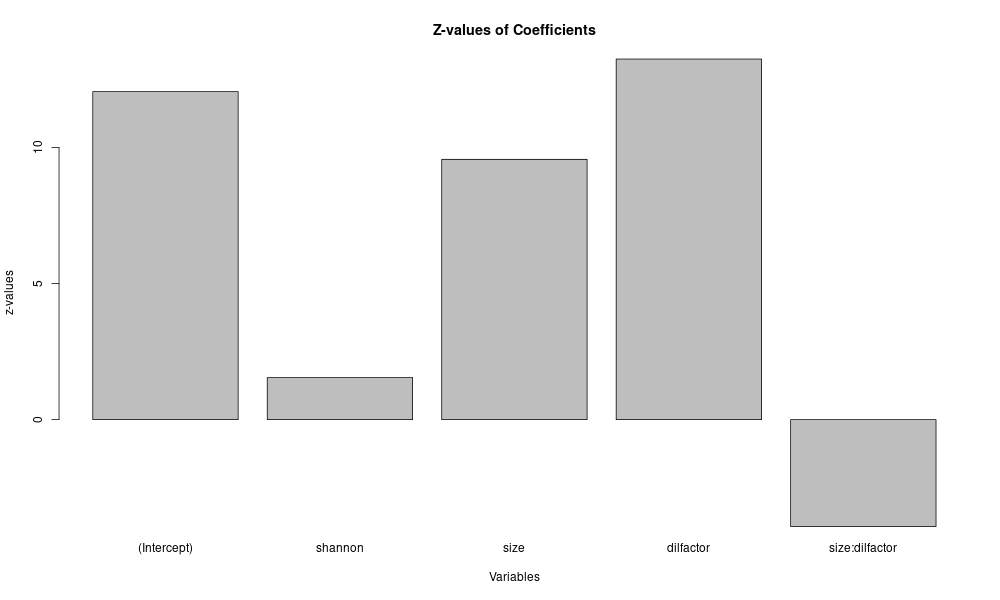 Z-values of Coefficients
z-values
10
5
0
(Intercept) shannon size dilfactor size:dilfactor
Variables